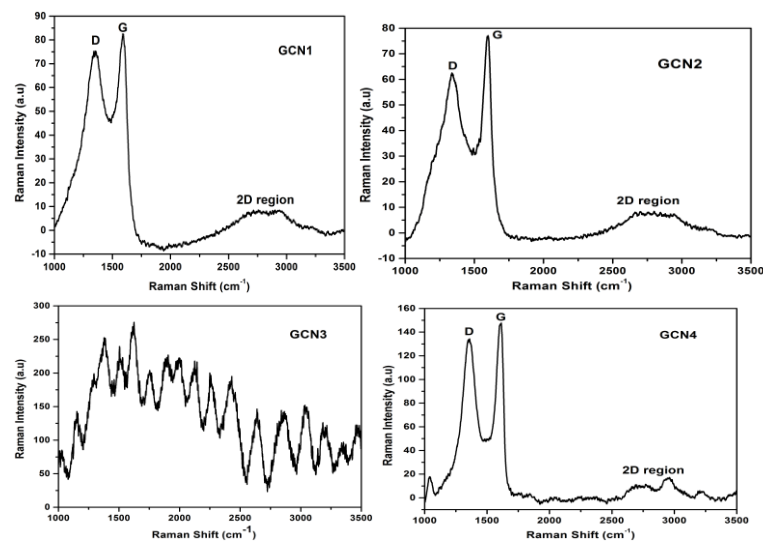 90
80
70
60
50
40
30
20
10
0
-10
Raman Intensity (a.u)
D
G
GCN1
2D region
1000 1500 2000 2500 3000 3500
Raman Shift (cm-1)
80
70
60
50
40
30
20
10
0
-10
Raman Intensity (a.u)
D
G
GCN2
2D region
1000 1500 2000 2500 3000 3500
Raman Shift (cm-1)
300
250
200
150
100
50
0
Raman Intensity (a.u)
GCN3
1000 1500 2000 2500 3000 3500
Raman Shift (cm-1)
160
140
120
100
80
60
40
20
0
Raman Intensity (a.u)
D
G
GCN4
2D region
1000 1500 2000 2500 3000 3500
Raman Shift (cm-1)